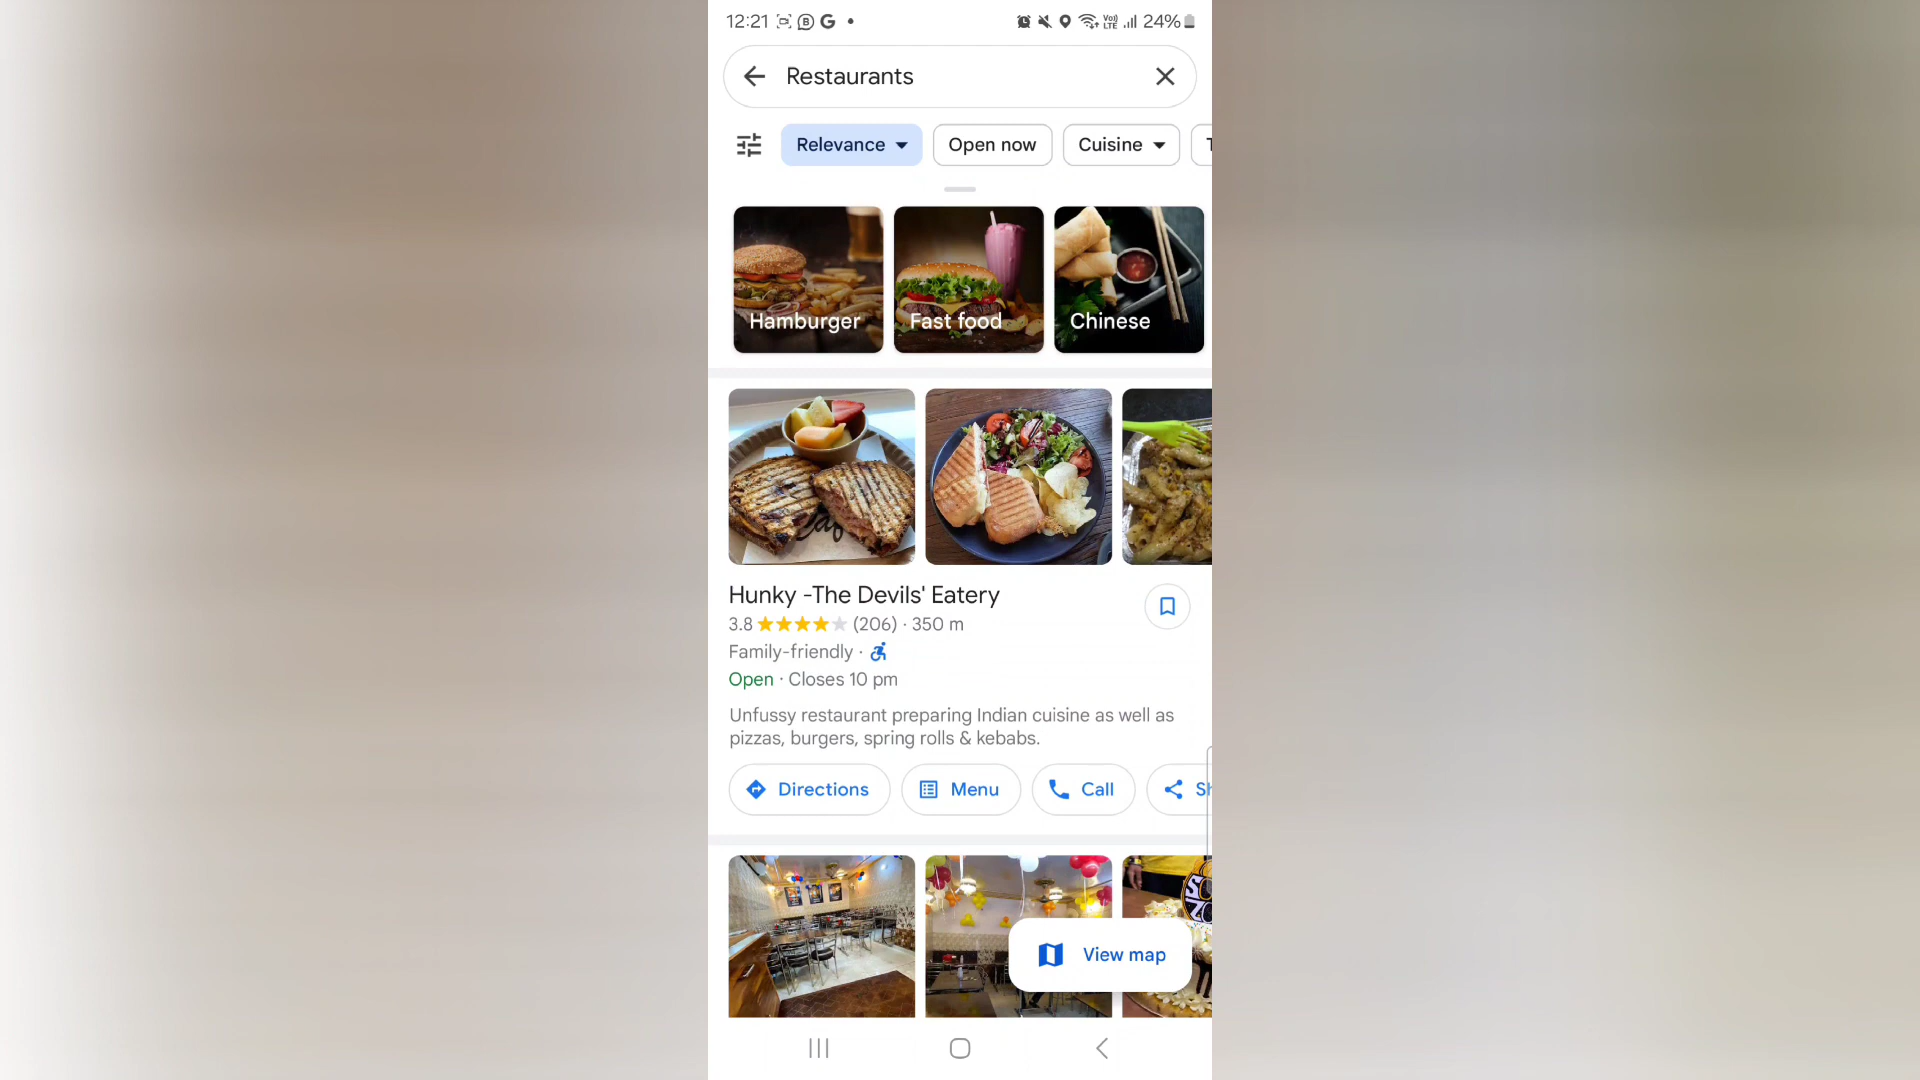 12:21 24%
Restaurants
Relevance Open now Cuisine
Hamburger Fast food Chinese
Hunky -The Devils' Eatery
3.8 (206) · 350 m
Family-friendly ·
Open · Closes 10 pm
Unfussy restaurant preparing Indian cuisine as well as
pizzas, burgers, spring rolls & kebabs.
Directions Menu Call
View map